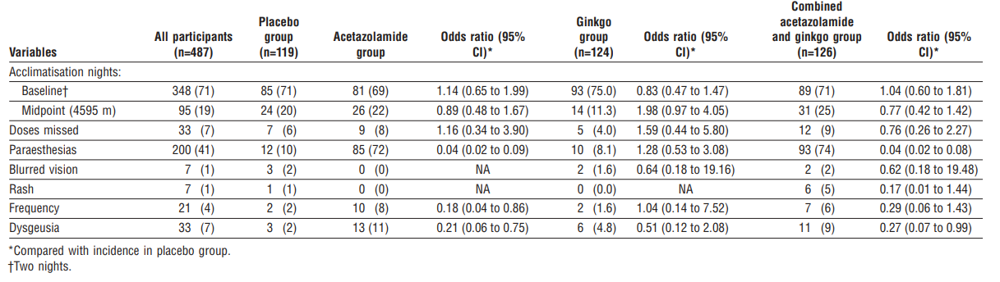 Variables All participants (n=487) Placebo group (n=119) Acetazolamide group Odds ratio (95% CI)* Ginkgo group (n=124) Odds ratio (95% CI)* Combined acetazolamide and ginkgo group (n=126) Odds ratio (95% CI)*
Acclimatisation nights:
Baseline† 348 (71) 85 (71) 81 (69) 1.14 (0.65 to 1.99) 93 (75.0) 0.83 (0.47 to 1.47) 89 (71) 1.04 (0.60 to 1.81)
Midpoint (4595 m) 95 (19) 24 (20) 26 (22) 0.89 (0.48 to 1.67) 14 (11.3) 1.98 (0.97 to 4.05) 31 (25) 0.77 (0.42 to 1.42)
Doses missed 33 (7) 7 (6) 9 (8) 1.16 (0.34 to 3.90) 5 (4.0) 1.59 (0.44 to 5.80) 12 (9) 0.76 (0.26 to 2.27)
Paraesthesias 200 (41) 12 (10) 85 (72) 0.04 (0.02 to 0.09) 10 (8.1) 1.28 (0.53 to 3.08) 93 (74) 0.04 (0.02 to 0.08)
Blurred vision 7 (1) 3 (2) 0 (0) NA 2 (1.6) 0.64 (0.18 to 19.16) 2 (2) 0.62 (0.18 to 19.48)
Rash 7 (1) 1 (1) 0 (0) NA 0 (0.0) NA 6 (5) 0.17 (0.01 to 1.44)
Frequency 21 (4) 2 (2) 10 (8) 0.18 (0.04 to 0.86) 2 (1.6) 1.04 (0.14 to 7.52) 7 (6) 0.29 (0.06 to 1.43)
Dysgeusia 33 (7) 3 (2) 13 (11) 0.21 (0.06 to 0.75) 6 (4.8) 0.51 (0.12 to 2.08) 11 (9) 0.27 (0.07 to 0.99)
*Compared with incidence in placebo group.
†Two nights.